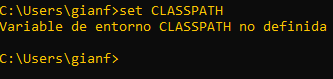 C:\Users\gianf>set CLASSPATH
Variable de entorno CLASSPATH no definida
C:\Users\gianf>